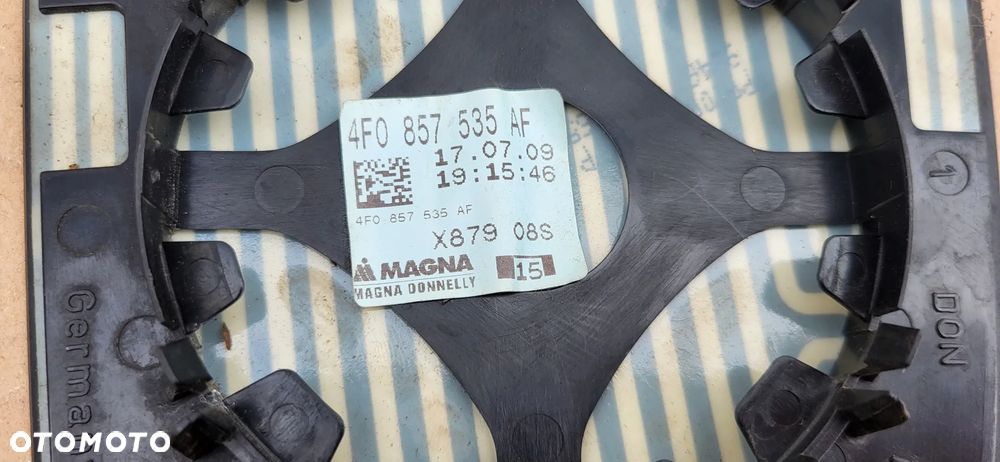 4F0 857 535 AF
17.07.09
19:15:46
4F0 857 535 AF
X879 08S
MAGNA
15
MAGNA DONNELLY
1
DON
German
OTOMOTO